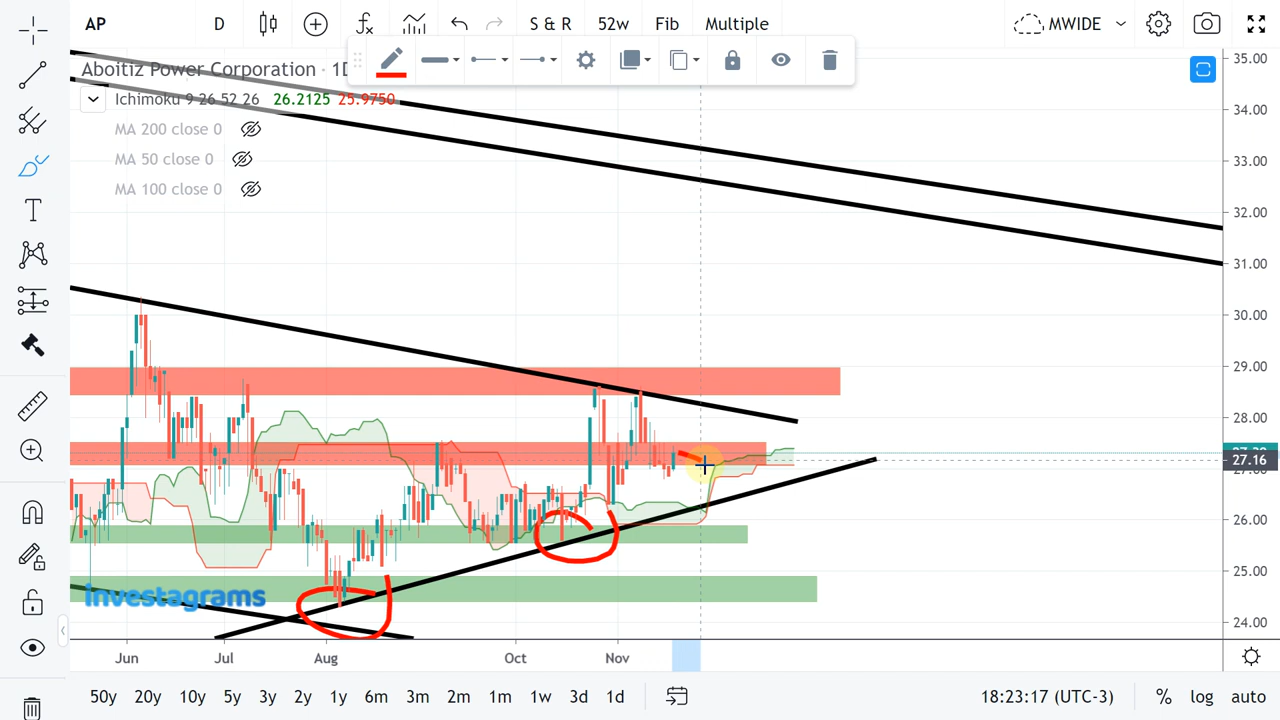 AP D S & R 52w Fib Multiple MWIDE
Aboitiz Power Corporation · 1D
Ichimoku 9 26 52 26 26.2125 25.9750
MA 200 close 0
MA 50 close 0
MA 100 close 0
35.00
34.00
33.00
32.00
31.00
30.00
29.00
28.00
27.16
26.00
25.00
24.00
Investagrams
Jun Jul Aug Oct Nov
50y 20y 10y 5y 3y 2y 1y 6m 3m 2m 1m 1w 3d 1d 18:23:17 (UTC-3) % log auto